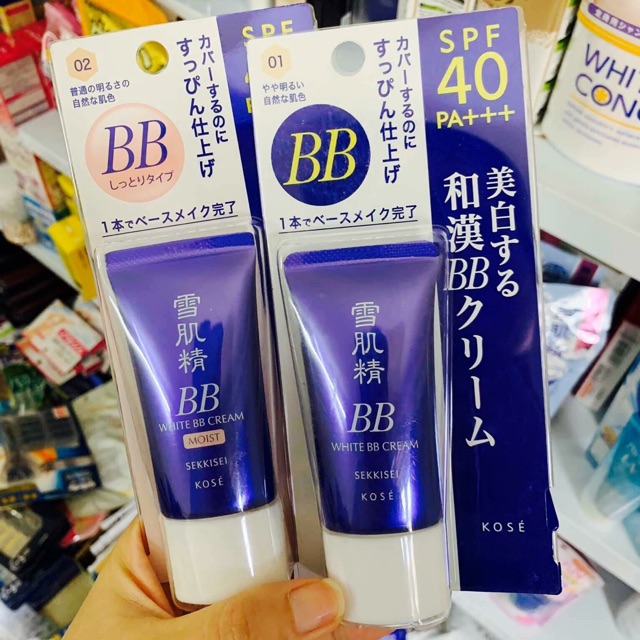 02
普通の明るさの
自然な肌色
カバーするのに
すっぴん仕上げ
BB
しっとりタイプ
1本でベースメイク完了
雪肌精
BB
WHITE BB CREAM
MOIST
SEKKISEI
KOSÉ
01
やや明るい
自然な肌色
カバーするのに
すっぴん仕上げ
BB
1本でベースメイク完了
雪肌精
BB
WHITE BB CREAM
SEKKISEI
KOSÉ
SPF
40
PA+++
美白する
和漢BBクリーム
KOSÉ
WHI
CON